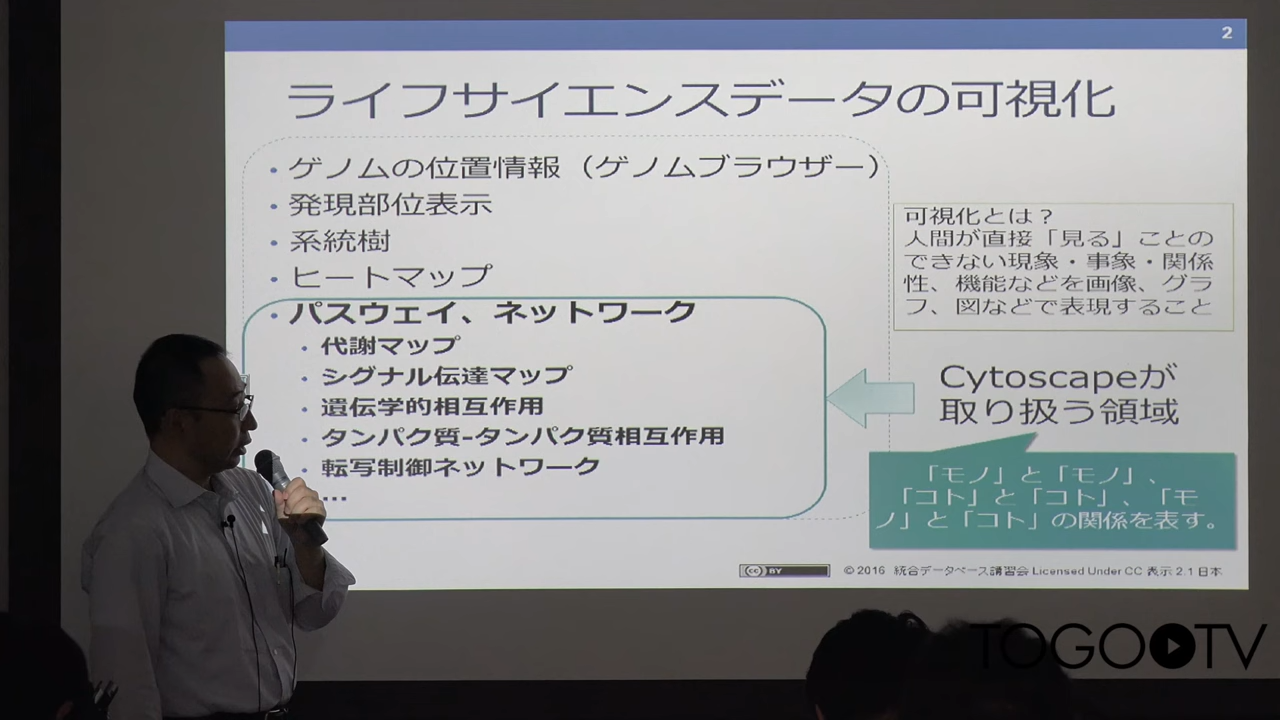 2
ライフサイエンスデータの可視化
・ゲノムの位置情報（ゲノムブラウザー）
・発現部位表示
・系統樹
・ヒートマップ
・パスウェイ、ネットワーク
・代謝マップ
・シグナル伝達マップ
・遺伝学的相互作用
・タンパク質-タンパク質相互作用
・転写制御ネットワーク
…
可視化とは？
人間が直接「見る」ことの
できない現象・事象・関係
性、機能などを画像、グラ
フ、図などで表現すること
Cytoscapeが
取り扱う領域
「モノ」と「モノ」、
「コト」と「コト」、「モ
ノ」と「コト」の関係を表す。
cc BY
© 2016 統合データベース講習会 Licensed Under CC 表示 2.1 日本
TOGOTV